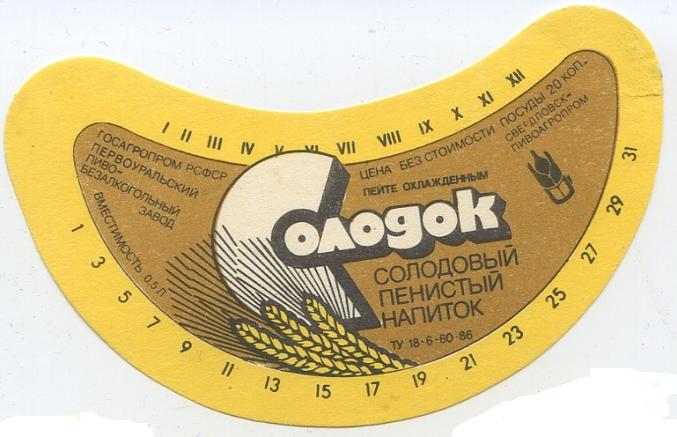 I II III IV V VI VII VIII IX X XI XII
ГОСАГРОПРОМ РСФСР
ПЕРВОУРАЛЬСКИЙ
ПИВО-
БЕЗАЛКОГОЛЬНЫЙ
ЗАВОД
ВМЕСТИМОСТЬ 0,5 Л
ЦЕНА БЕЗ СТОИМОСТИ ПОСУДЫ 20 КОП.
СВЕРДЛОВСК-
ПИВОАГРОПРОМ
ПЕЙТЕ ОХЛАЖДЕННЫМ
Солодок
СОЛОДОВЫЙ
ПЕНИСТЫЙ
НАПИТОК
ТУ 18-6-60-86
1 3 5 7 9 11 13 15 17 19 21 23 25 27 29 31